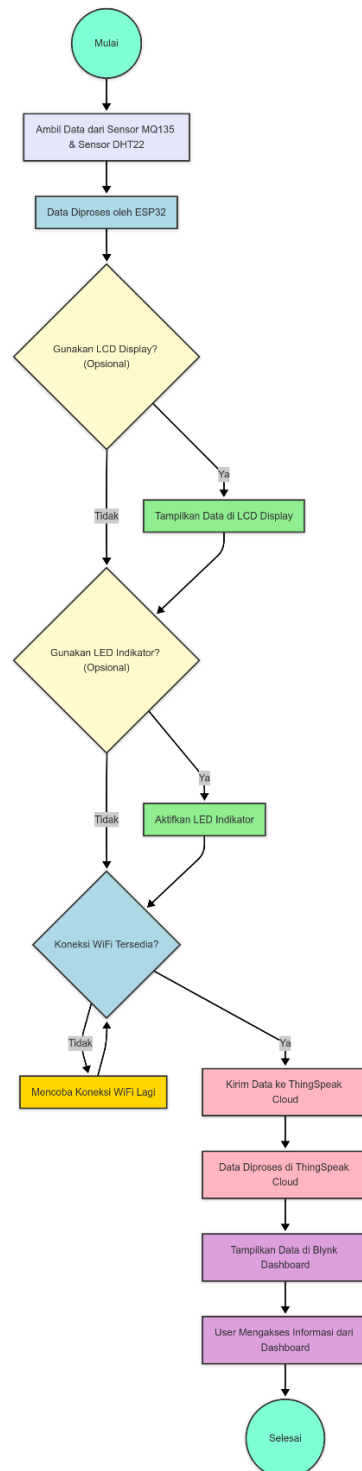 Mulai
Ambil Data dari Sensor MQ135
& Sensor DHT22
Data Diproses oleh ESP32
Gunakan LCD Display?
(Opsional)
Ya
Tidak
Tampilkan Data di LCD Display
Gunakan LED Indikator?
(Opsional)
Ya
Tidak
Aktifkan LED Indikator
Koneksi WiFi Tersedia?
Tidak
Ya
Mencoba Koneksi WiFi Lagi
Kirim Data ke ThingSpeak
Cloud
Data Diproses di ThingSpeak
Cloud
Tampilkan Data di Blynk
Dashboard
User Mengakses Informasi dari
Dashboard
Selesai